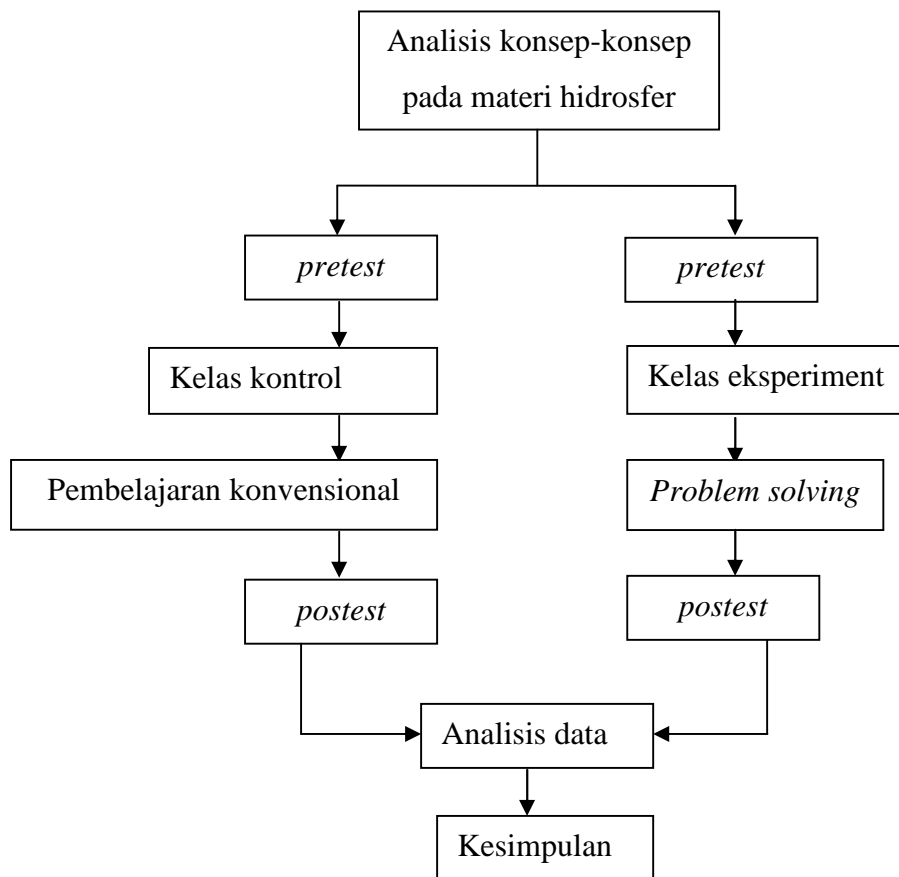 Analisis konsep-konsep
pada materi hidrosfer
pretest
pretest
Kelas kontrol
Kelas eksperiment
Pembelajaran konvensional
Problem solving
postest
postest
Analisis data
Kesimpulan